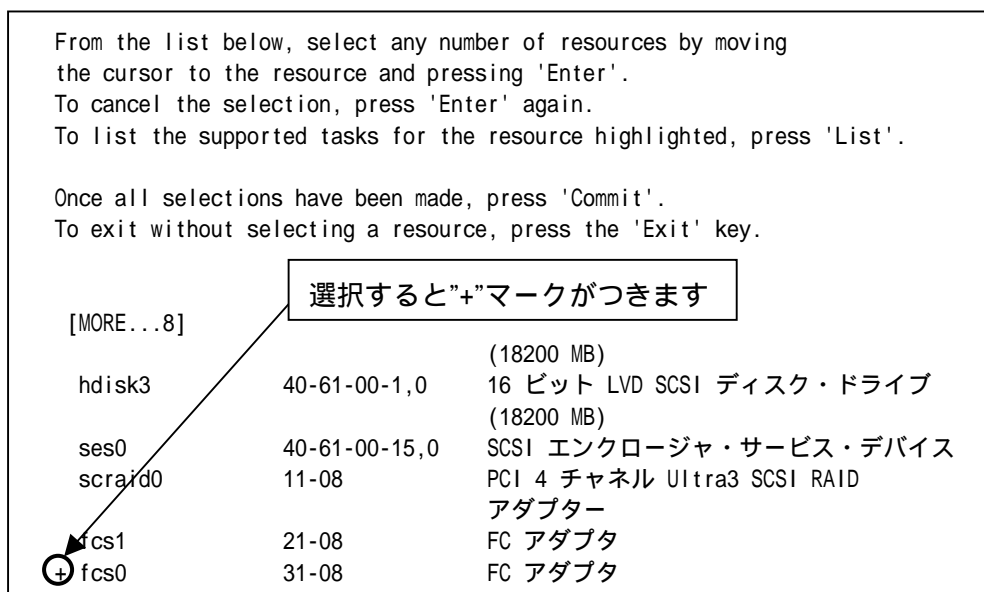 From the list below, select any number of resources by moving
the cursor to the resource and pressing 'Enter'.
To cancel the selection, press 'Enter' again.
To list the supported tasks for the resource highlighted, press 'List'.
Once all selections have been made, press 'Commit'.
To exit without selecting a resource, press the 'Exit' key.
選択すると”+”マークがつきます
[MORE...8]
(18200 MB)
hdisk3 40-61-00-1,0 16 ビット LVD SCSI ディスク・ドライブ
(18200 MB)
ses0 40-61-00-15,0 SCSI エンクロージャ・サービス・デバイス
scraid0 11-08 PCI 4 チャネル Ultra3 SCSI RAID
アダプター
fcs1 21-08 FC アダプタ
+ fcs0 31-08 FC アダプタ